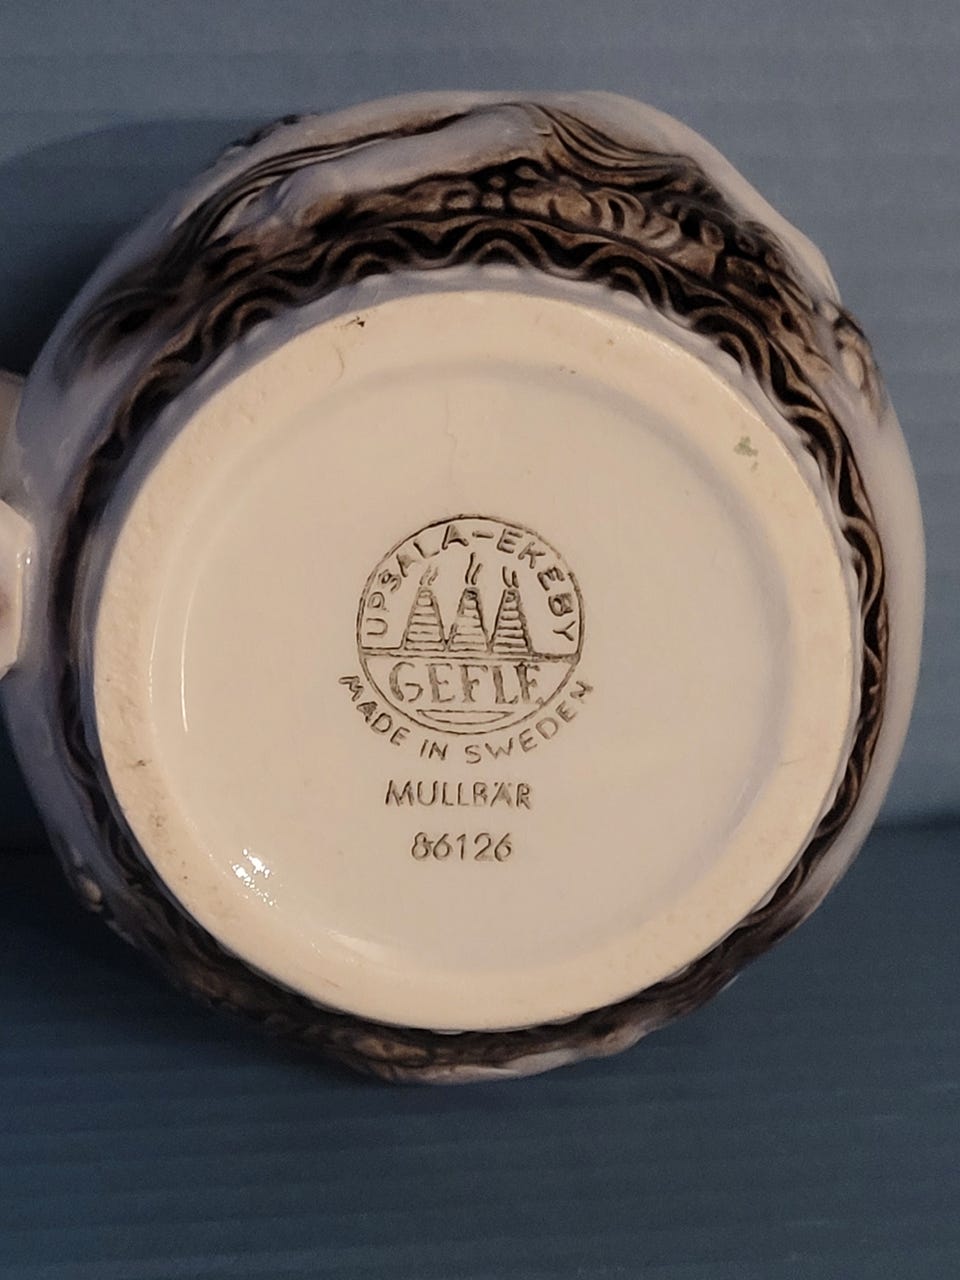 UPSALA-EKEBY
GEFLE
MADE IN SWEDEN
MULLBÄR
86126